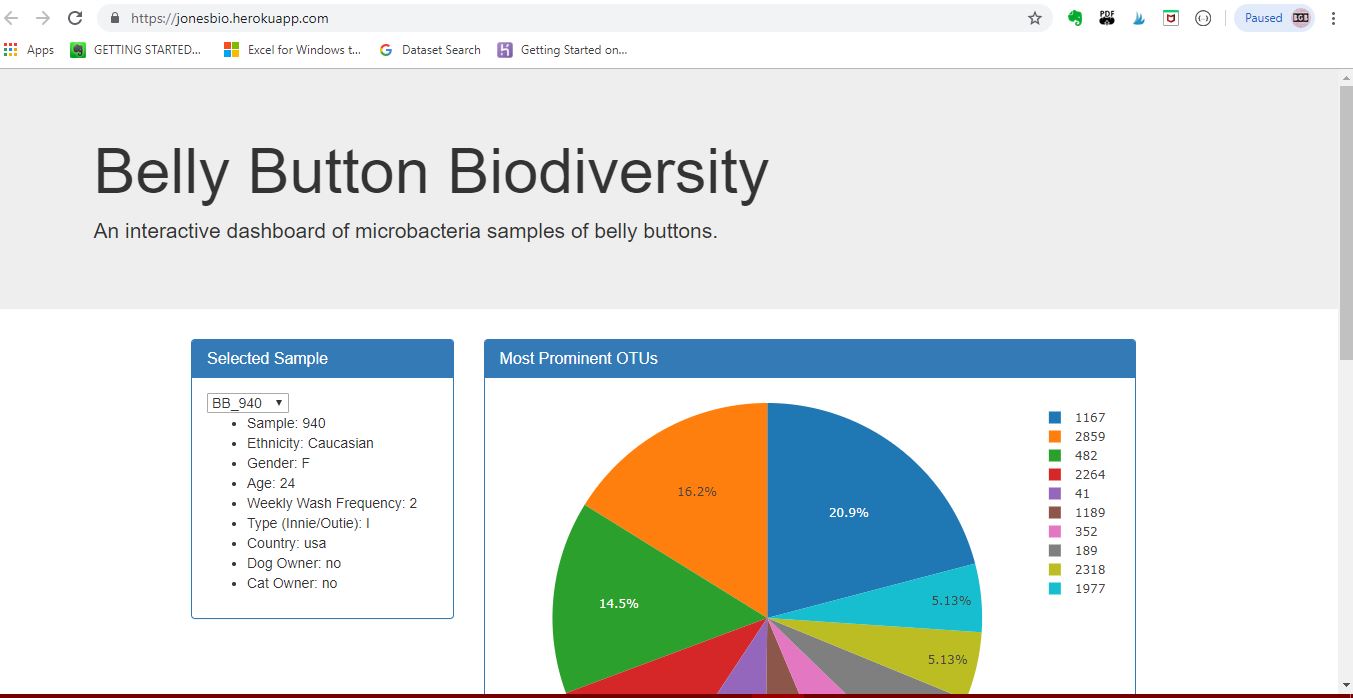 https://jonesbio.herokuapp.com
PDF
Paused
Apps
GETTING STARTED...
Excel for Windows t...
Dataset Search
Getting Started on...
Belly Button Biodiversity
An interactive dashboard of microbacteria samples of belly buttons.
Selected Sample
BB_940
Sample: 940
Ethnicity: Caucasian
Gender: F
Age: 24
Weekly Wash Frequency: 2
Type (Innie/Outie): I
Country: usa
Dog Owner: no
Cat Owner: no
Most Prominent OTUs
16.2%
20.9%
14.5%
5.13%
5.13%
1167
2859
482
2264
41
1189
352
189
2318
1977